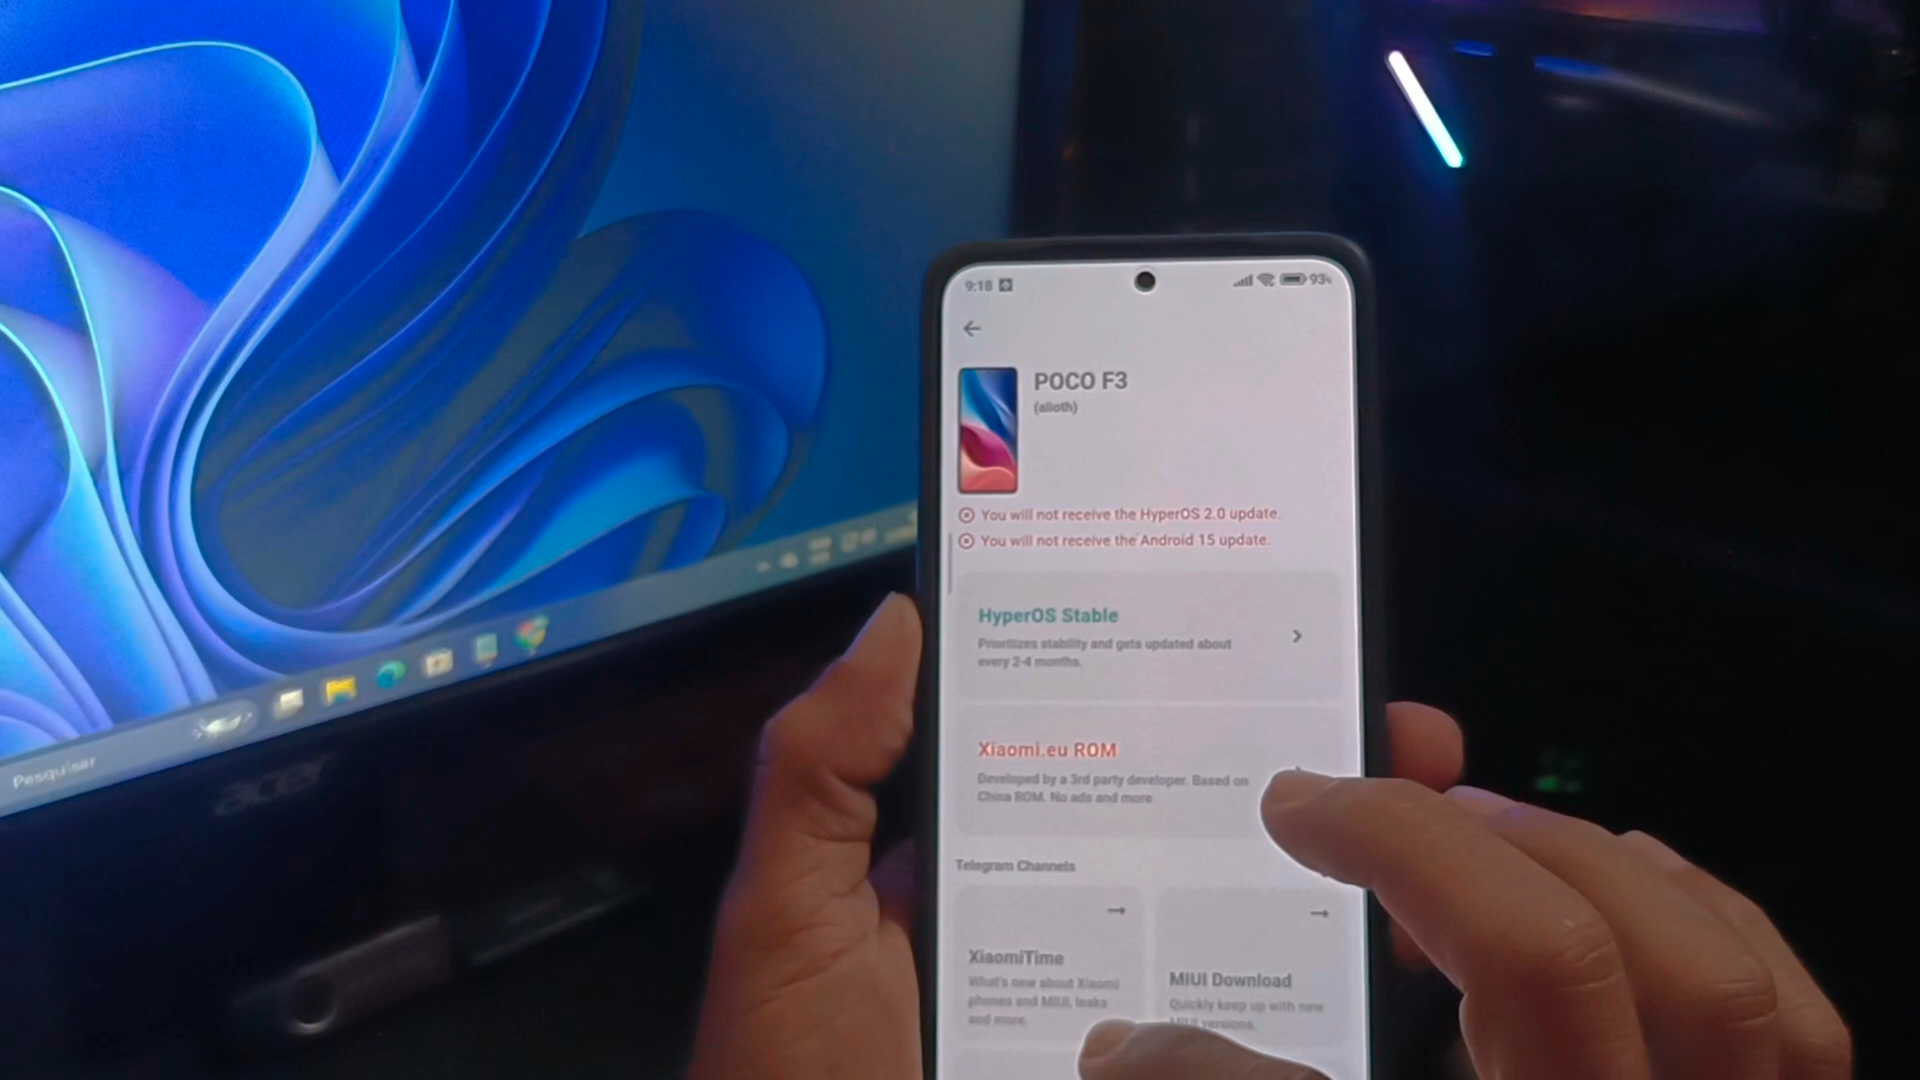 Pesquisar
acer
9:18
93%
POCO F3
(alioth)
You will not receive the HyperOS 2.0 update.
You will not receive the Android 15 update.
HyperOS Stable
Prioritizes stability and gets updated about
every 2-4 months.
Xiaomi.eu ROM
Developed by a 3rd party developer. Based on
China ROM. No ads and more
Telegram Channels
XiaomiTime
What's new about Xiaomi
phones and MIUI, leaks
and more.
MIUI Download
Quickly keep up with new
MIUI versions.